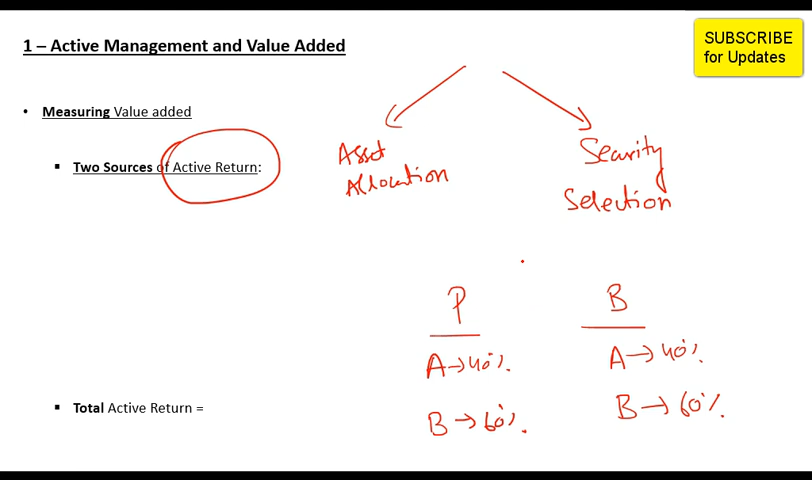 1 – Active Management and Value Added
SUBSCRIBE
for Updates
• Measuring Value added
▪ Two Sources of Active Return:
Asset
Allocation
Security
Selection
P
A → 40%.
B → 60%.
B
A → 40%.
B → 60%.
▪ Total Active Return =